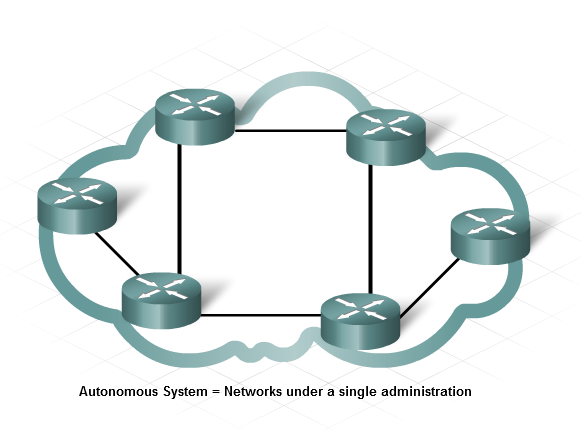 Autonomous System = Networks under a single administration